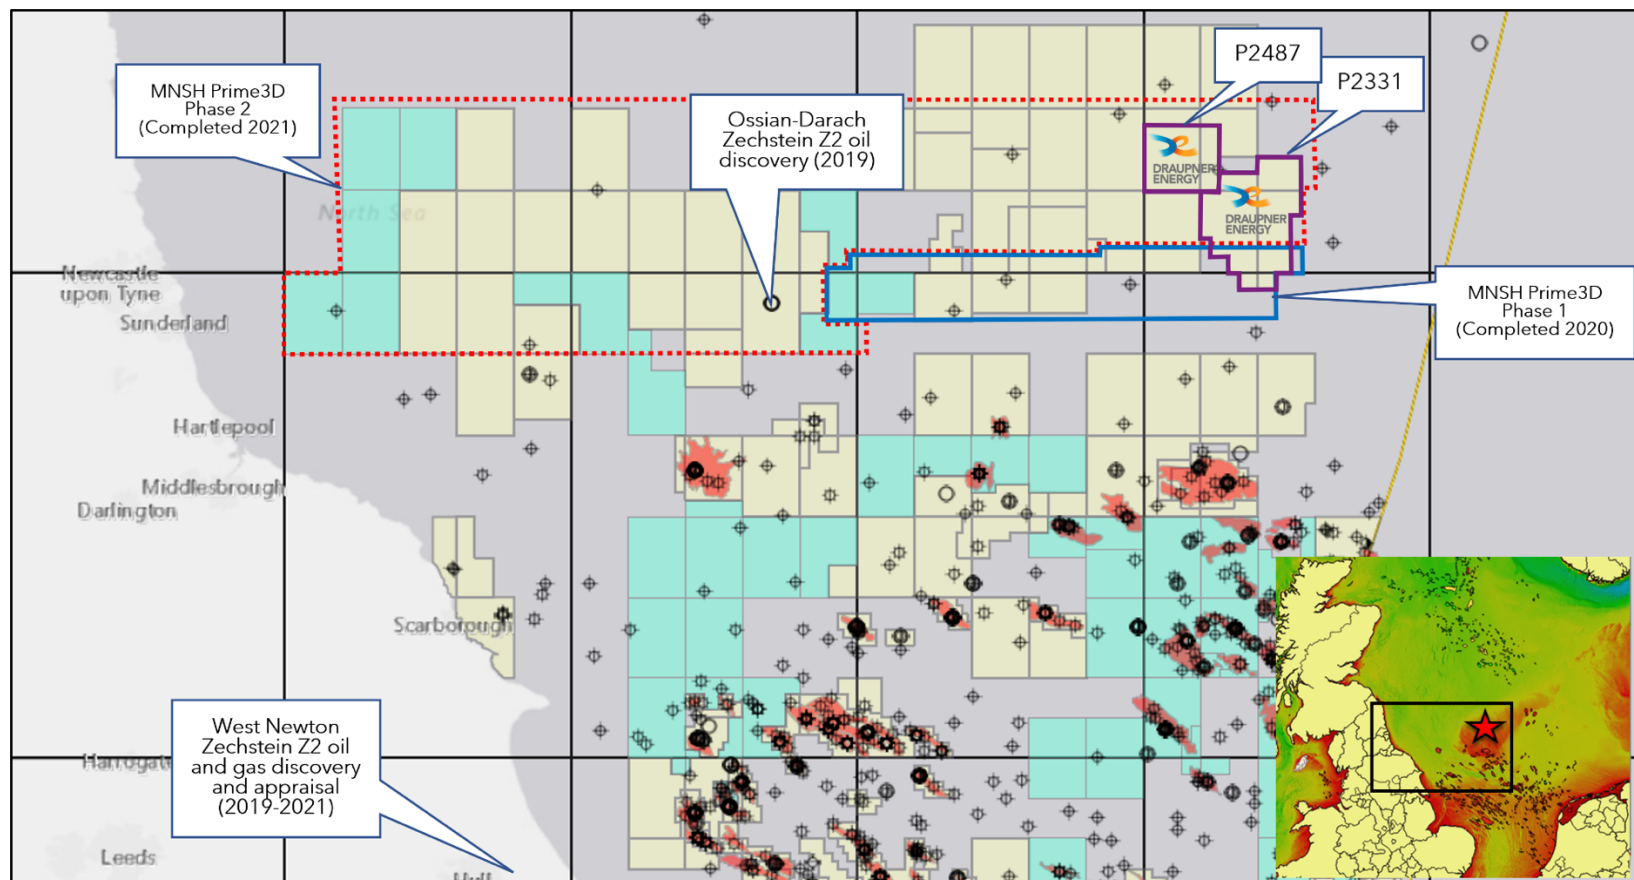 P2487
P2331
MNSH Prime3D
Phase 2
(Completed 2021)
Ossian-Darach
Zechstein Z2 oil
discovery (2019)
DRAUPNER
ENERGY
DRAUPNER
ENERGY
North Sea
Newcastle
upon Tyne
Sunderland
MNSH Prime3D
Phase 1
(Completed 2020)
Hartlepool
Middlesbrough
Darlington
Scarborough
West Newton
Zechstein Z2 oil
and gas discovery
and appraisal
(2019-2021)
Harrogate
Leeds
Hull